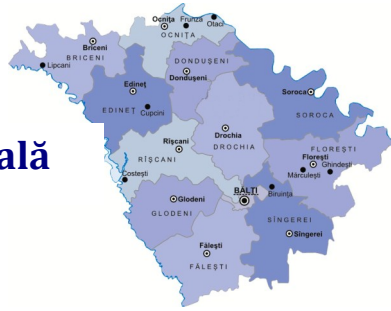 Ocnița Frunză Otaci
OCNIȚA
Briceni
BRICENI
Lipcani
DONDUȘENI
Dondușeni
Edineț
EDINEȚ Cupcini
Soroca
SOROCA
Drochia
DROCHIA
Rîșcani
RÎȘCANI
Costești
ală
FLOREȘTI
Florești
Ghindești
Mărculești
BĂLȚI
Biruința
Glodeni
GLODENI
SÎNGEREI
Sîngerei
Fălești
FĂLEȘTI